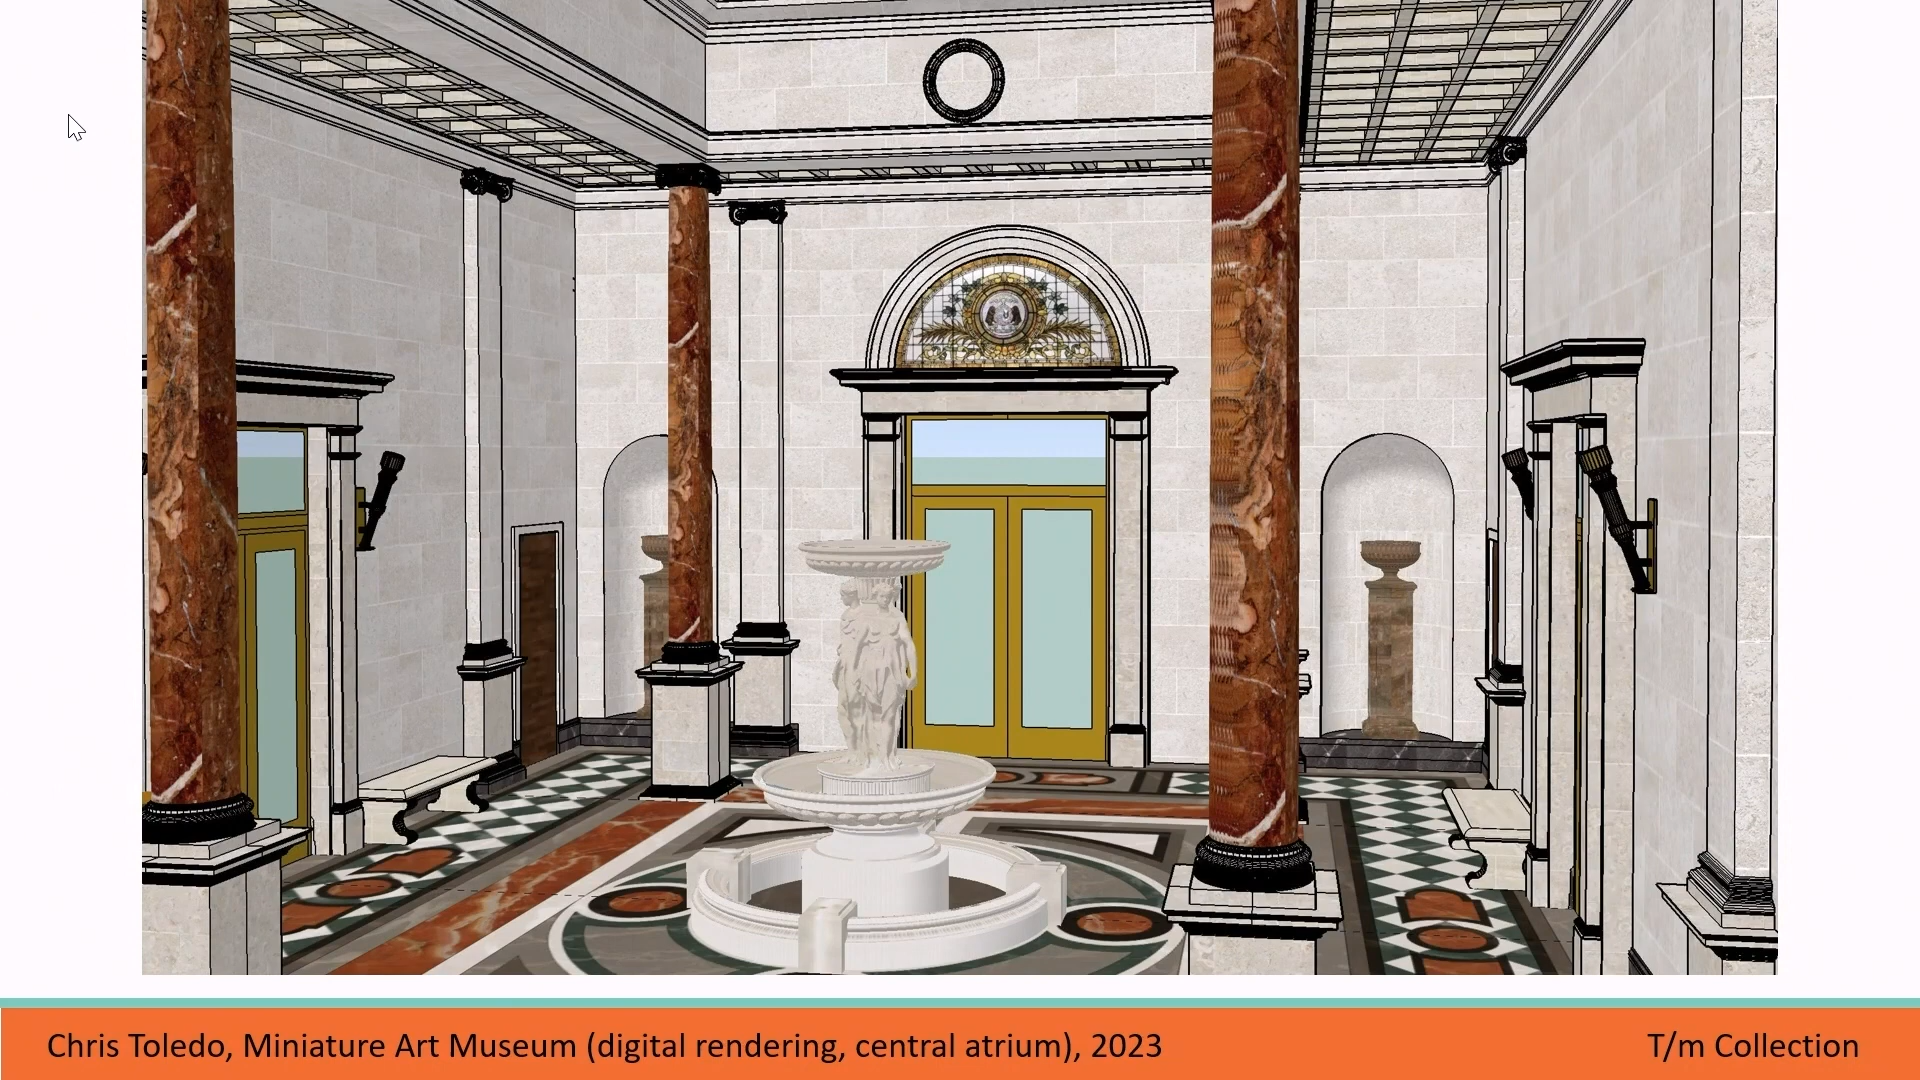 Chris Toledo, Miniature Art Museum (digital rendering, central atrium), 2023
T/m Collection